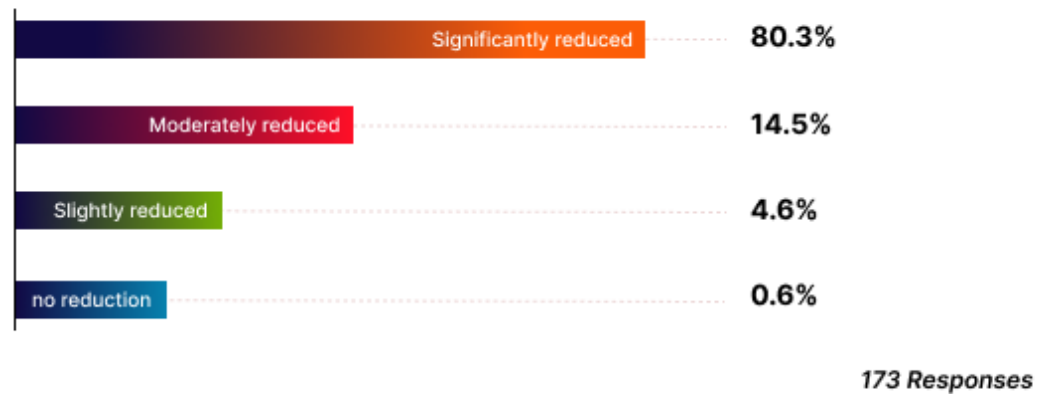 Significantly reduced 80.3%
Moderately reduced 14.5%
Slightly reduced 4.6%
no reduction 0.6%
173 Responses